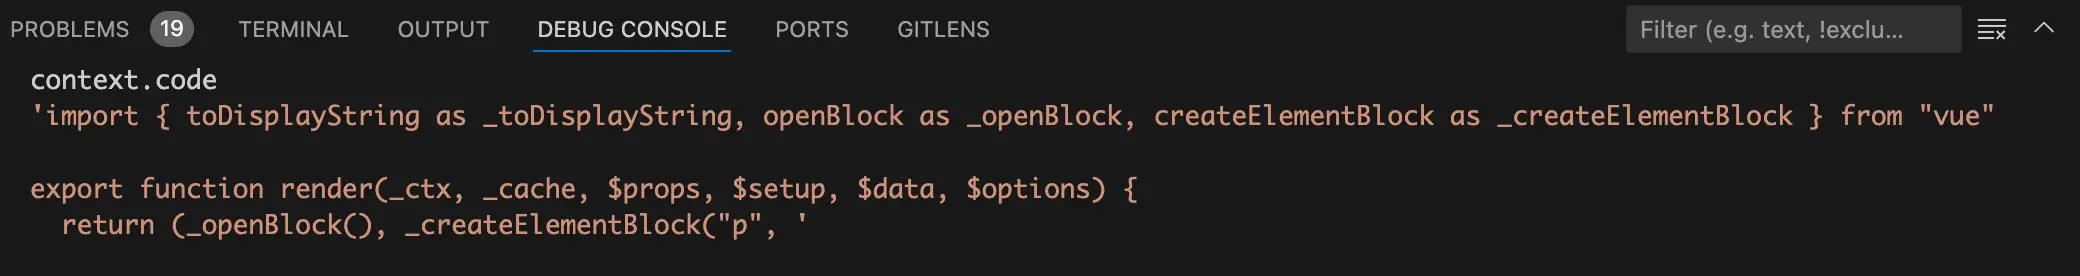 PROBLEMS 19 TERMINAL OUTPUT DEBUG CONSOLE PORTS GITLENS Filter (e.g. text, !exclu...
context.code
'import { toDisplayString as _toDisplayString, openBlock as _openBlock, createElementBlock as _createElementBlock } from "vue"
export function render(_ctx, _cache, $props, $setup, $data, $options) {
  return (_openBlock(), _createElementBlock("p", '